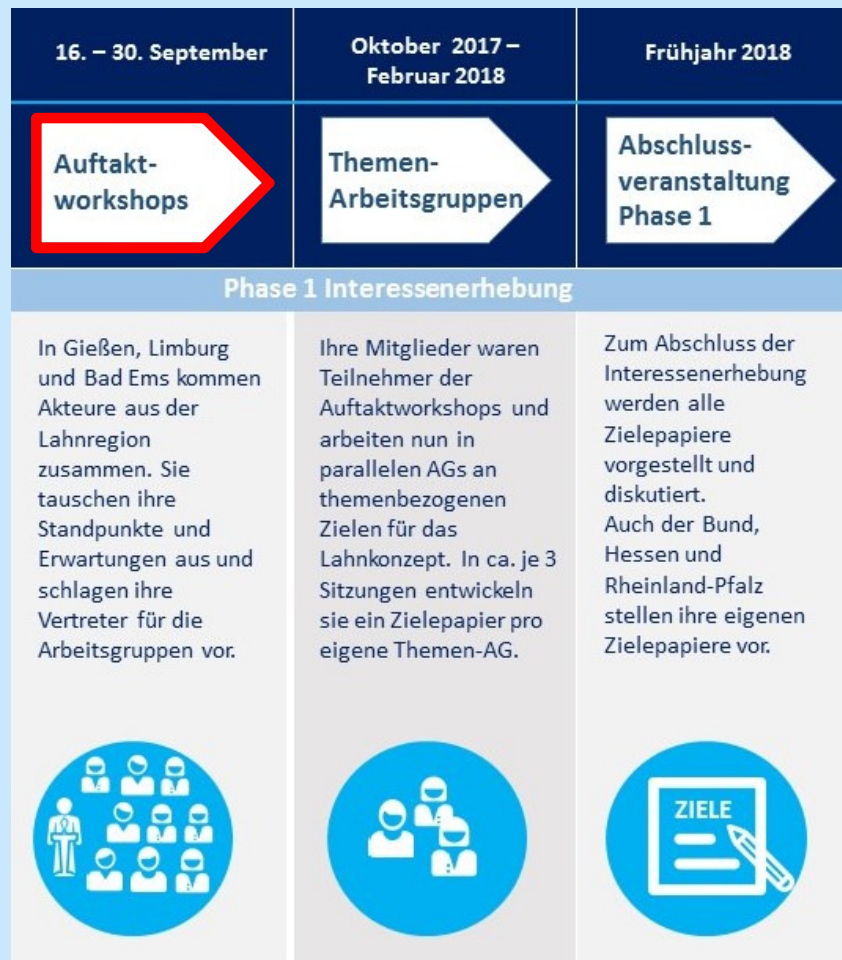 16. – 30. September
Oktober 2017 –
Februar 2018
Frühjahr 2018
Auftakt-
workshops
Themen-
Arbeitsgruppen
Abschluss-
veranstaltung
Phase 1
Phase 1 Interessenerhebung
In Gießen, Limburg
und Bad Ems kommen
Akteure aus der
Lahnregion
zusammen. Sie
tauschen ihre
Standpunkte und
Erwartungen aus und
schlagen ihre
Vertreter für die
Arbeitsgruppen vor.
Ihre Mitglieder waren
Teilnehmer der
Auftaktworkshops und
arbeiten nun in
parallelen AGs an
themenbezogenen
Zielen für das
Lahnkonzept. In ca. je 3
Sitzungen entwickeln
sie ein Zielepapier pro
eigene Themen-AG.
Zum Abschluss der
Interessenerhebung
werden alle
Zielepapiere
vorgestellt und
diskutiert.
Auch der Bund,
Hessen und
Rheinland-Pfalz
stellen ihre eigenen
Zielepapiere vor.
ZIELE